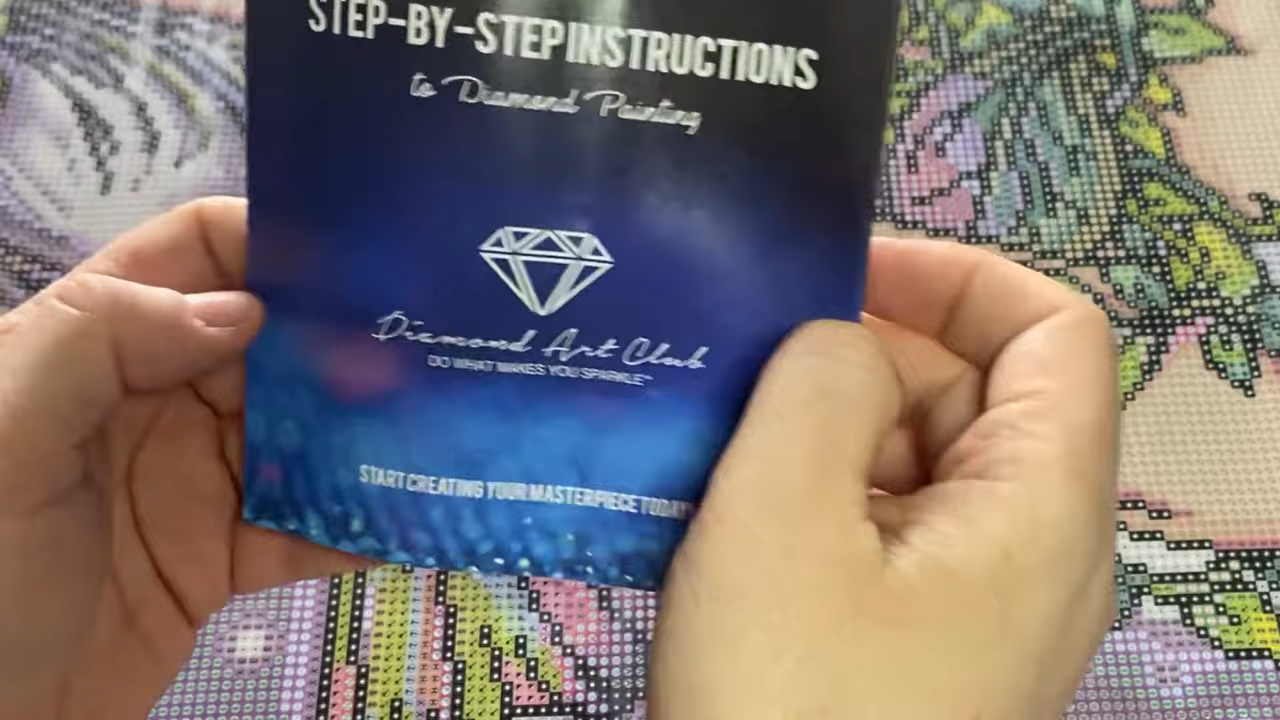 STEP-BY-STEP INSTRUCTIONS
to Diamond Painting
Diamond Art Club
DO WHAT MAKES YOU SPARKLE™
START CREATING YOUR MASTERPIECE TODAY